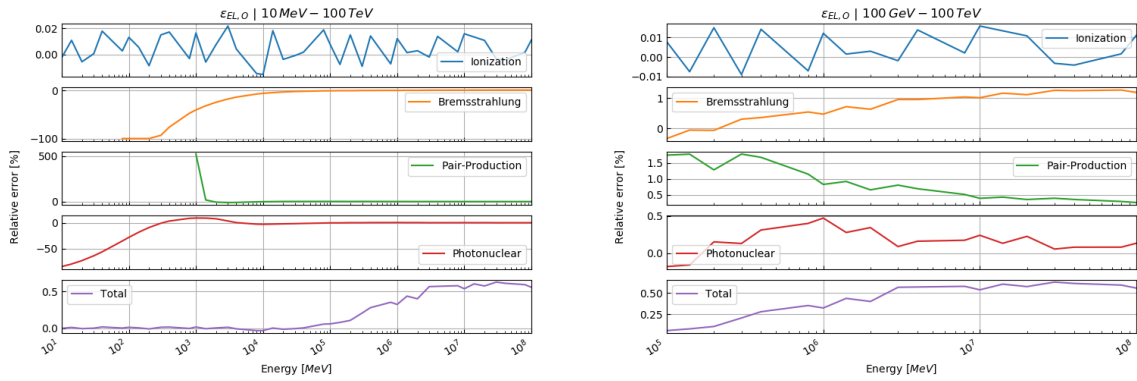 ε_{EL,O} | 10 MeV − 100 TeV
0.02
0.00
Ionization
0
−100
Bremsstrahlung
500
0
Pair-Production
0
−50
Photonuclear
0.5
0.0
Total
Relative error [%]
10^1 10^2 10^3 10^4 10^5 10^6 10^7 10^8
Energy [MeV]
ε_{EL,O} | 100 GeV − 100 TeV
0.01
0.00
−0.01
Ionization
1
0
Bremsstrahlung
1.5
1.0
0.5
Pair-Production
0.5
0.0
Photonuclear
0.50
0.25
Total
Relative error [%]
10^5 10^6 10^7 10^8
Energy [MeV]